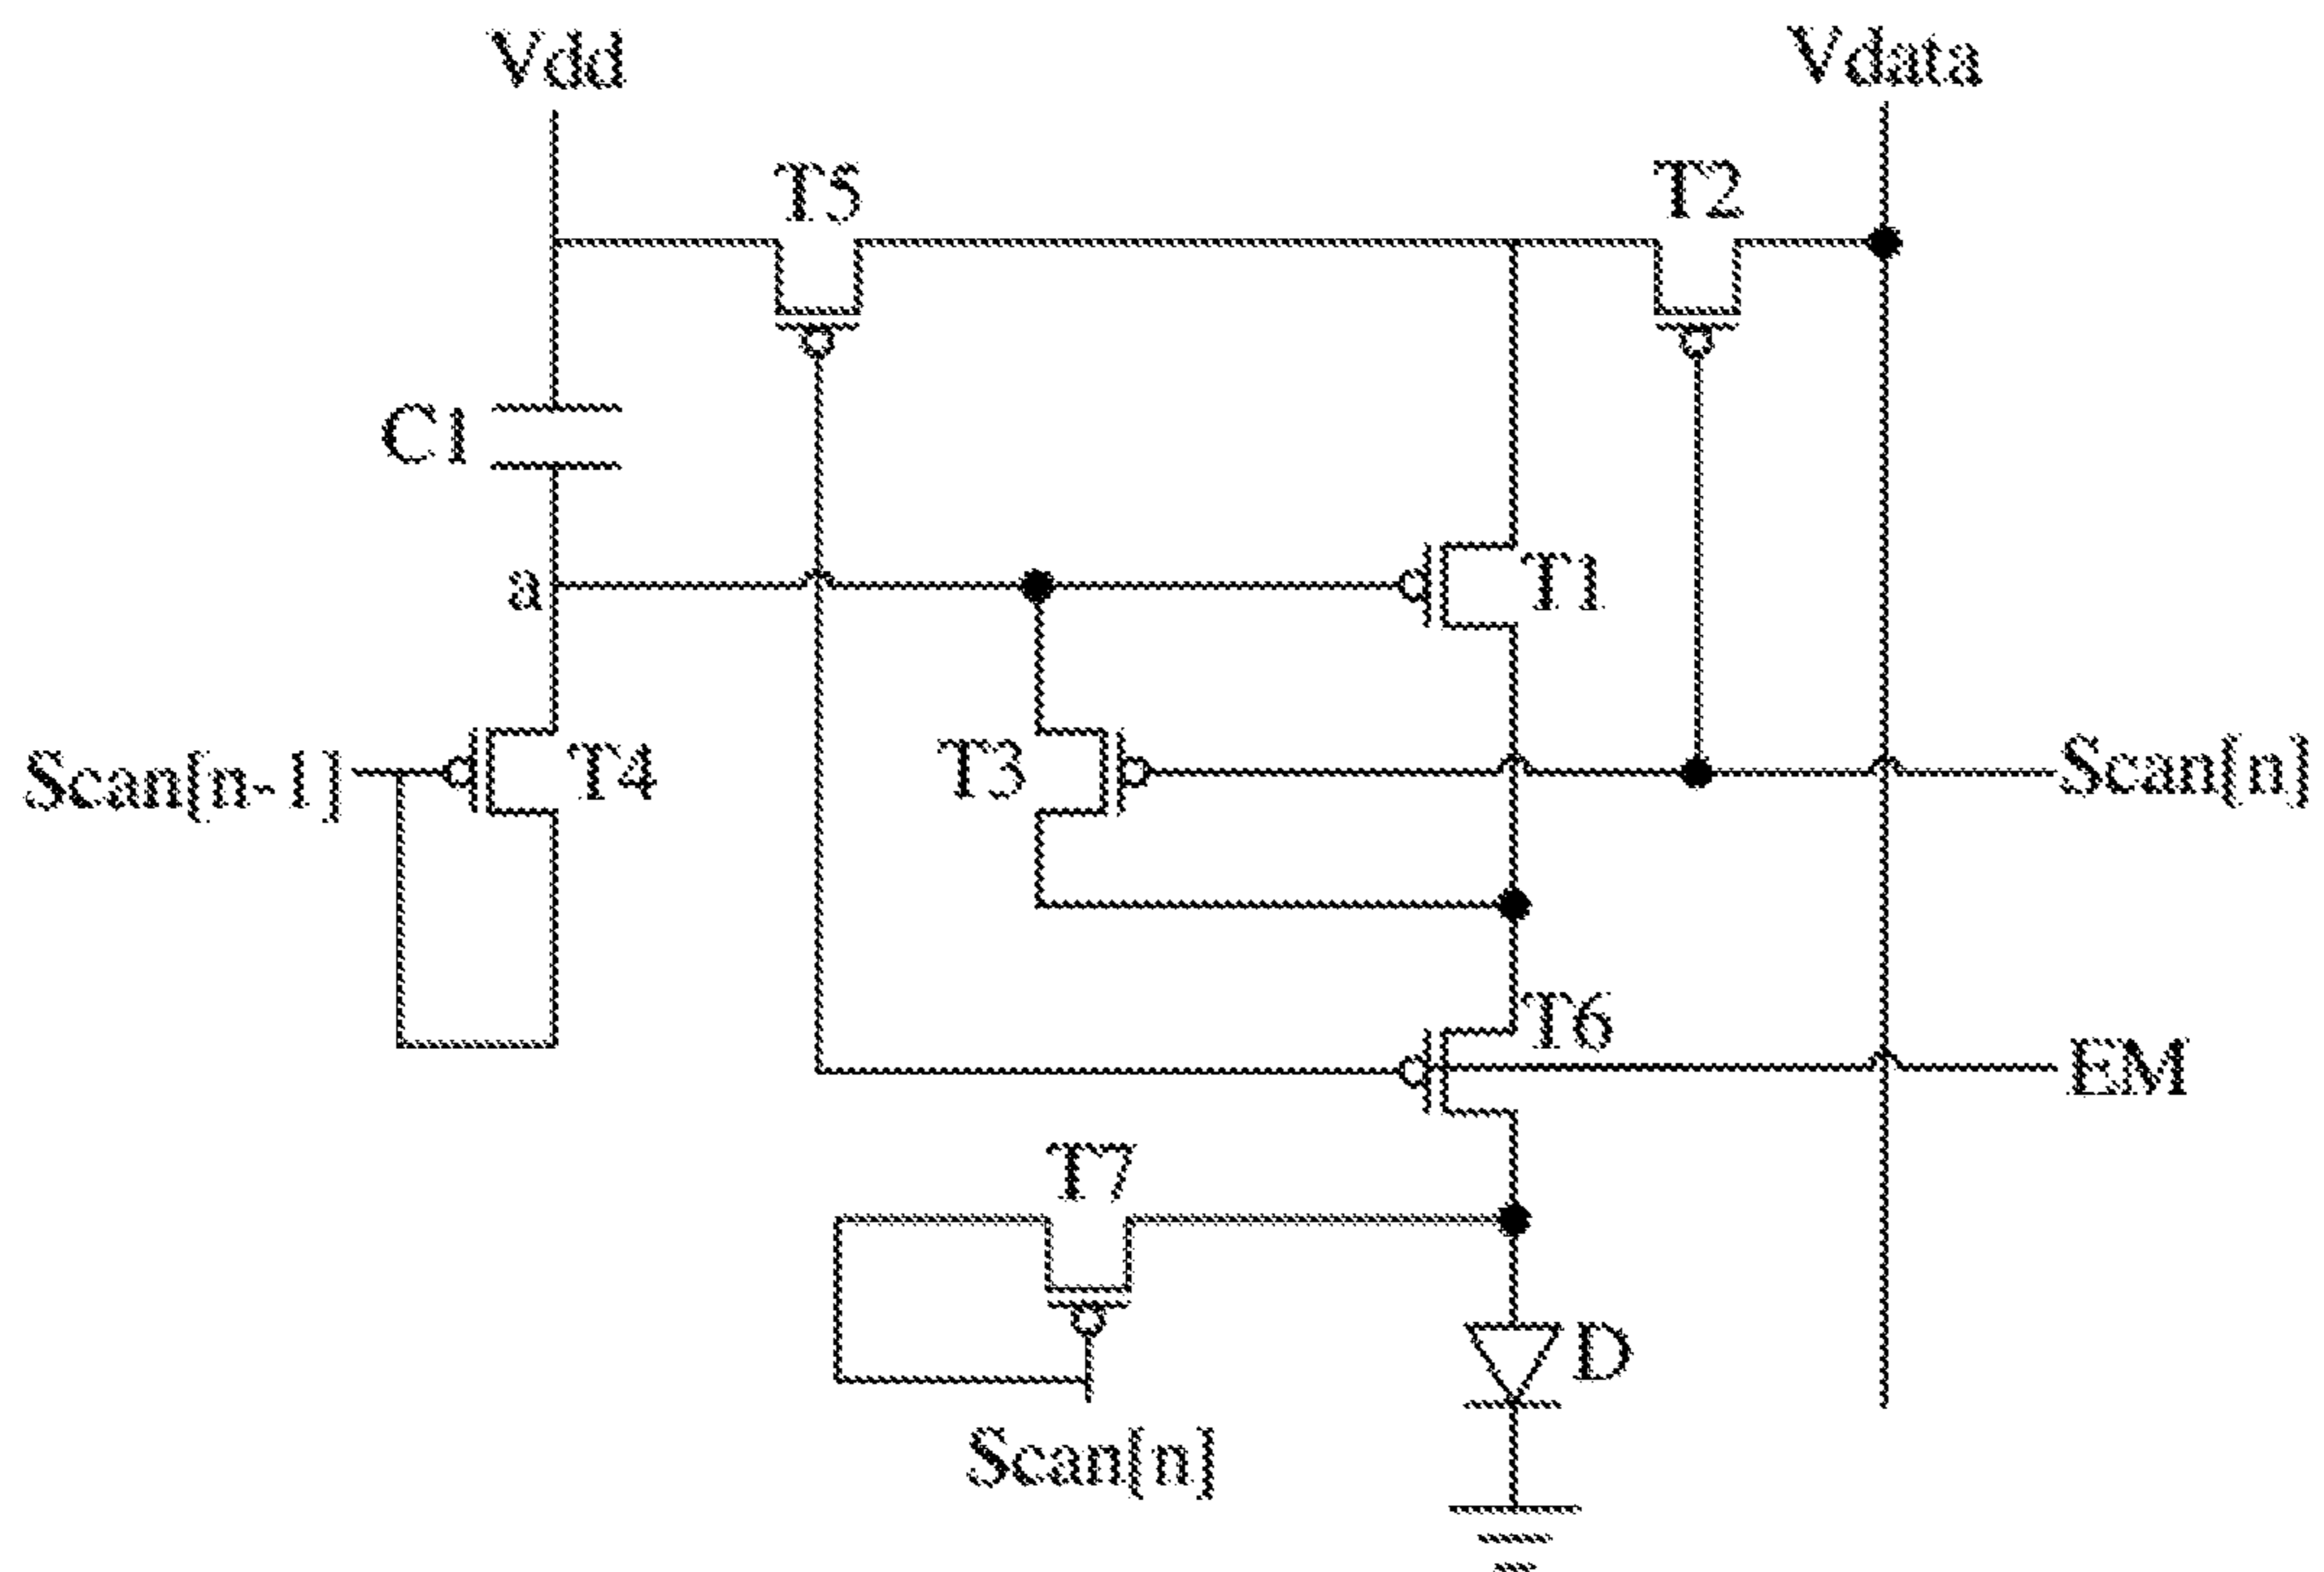 Vdd
Vdata
T5
T2
C1
a
T1
Scan[n-1]
T4
T3
Scan[n]
T6
EM
T7
D
Scan[n]